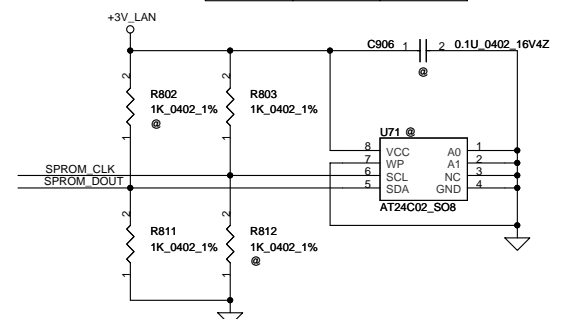 +3V_LAN
C906 1 2 0.1U_0402_16V4Z
@
2 2
R802 R803
1K_0402_1% 1K_0402_1%
@
1 1
U71 @
8 VCC A0 1
7 WP A1 2
6 SCL NC 3
5 SDA GND 4
AT24C02_SO8
SPROM_CLK
SPROM_DOUT
2 2
R811 R812
1K_0402_1% 1K_0402_1%
@
1 1